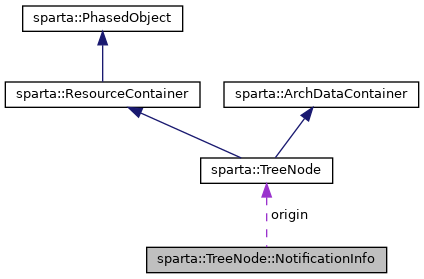 sparta::PhasedObject
sparta::ResourceContainer
sparta::ArchDataContainer
sparta::TreeNode
origin
sparta::TreeNode::NotificationInfo